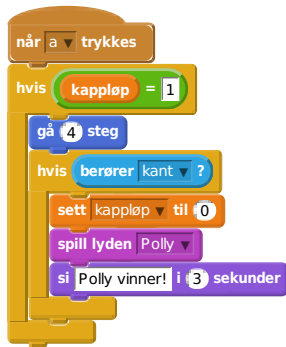 når a trykkes
hvis kappløp = 1
gå 4 steg
hvis berører kant ?
sett kappløp til 0
spill lyden Polly
si Polly vinner! i 3 sekunder